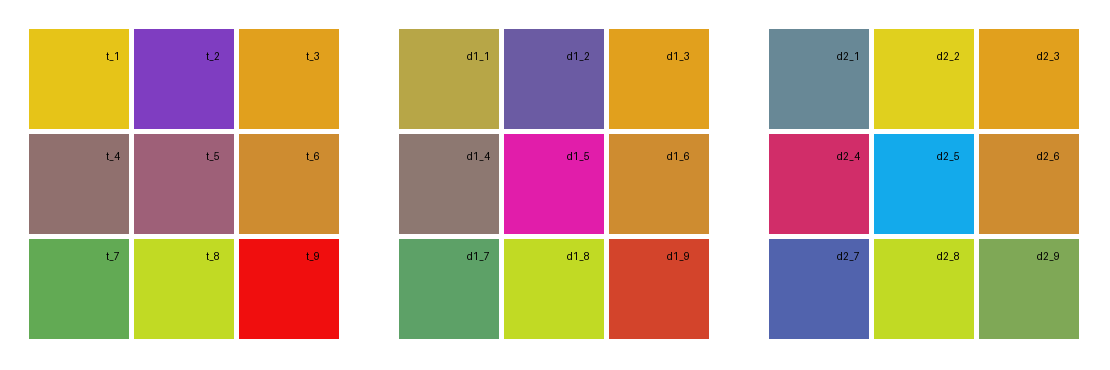 t_1 t_2 t_3 d1_1 d1_2 d1_3 d2_1 d2_2 d2_3
t_4 t_5 t_6 d1_4 d1_5 d1_6 d2_4 d2_5 d2_6
t_7 t_8 t_9 d1_7 d1_8 d1_9 d2_7 d2_8 d2_9